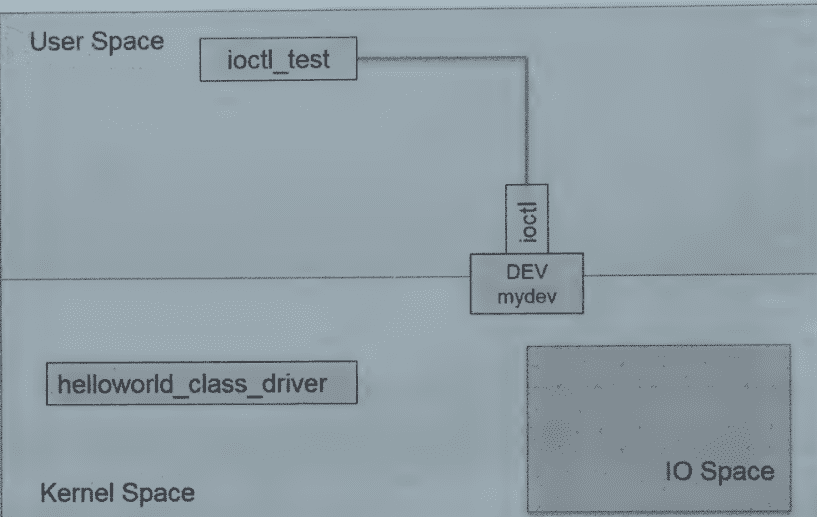 User Space
ioctl_test
ioctl
DEV
mydev
helloworld_class_driver
IO Space
Kernel Space